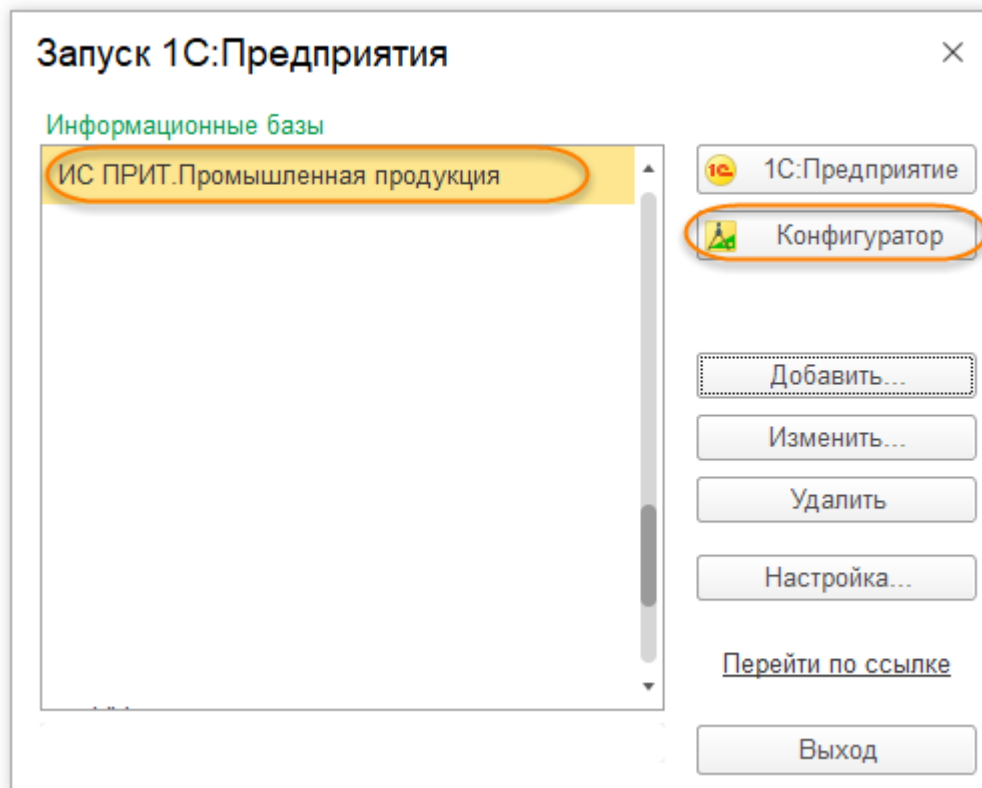 Запуск 1С:Предприятия
Информационные базы
ИС ПРИТ.Промышленная продукция
1С:Предприятие
Конфигуратор
Добавить...
Изменить...
Удалить
Настройка...
Перейти по ссылке
Выход